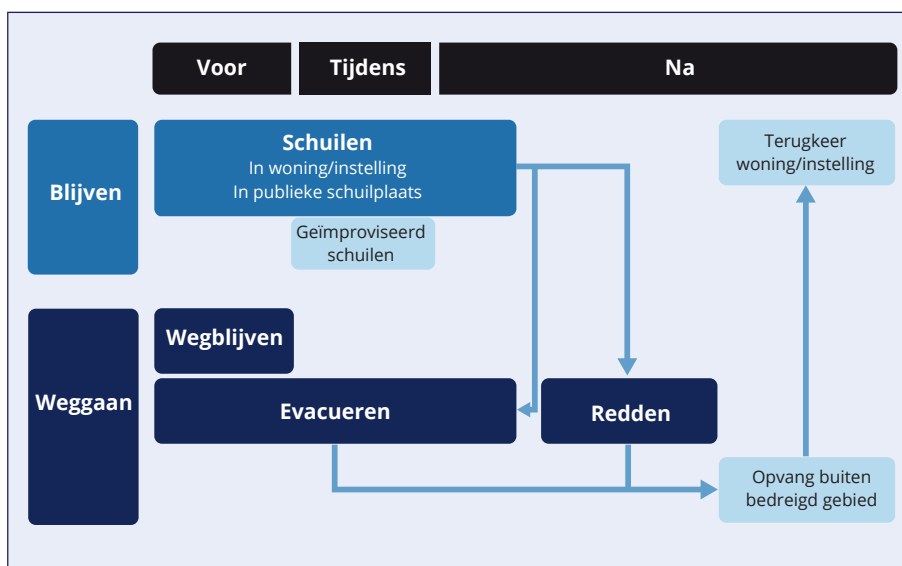 Voor
Tijdens
Na
Blijven
Schuilen
In woning/instelling
In publieke schuilplaats
Geïmproviseerd
schuilen
Terugkeer
woning/instelling
Weggaan
Wegblijven
Evacueren
Redden
Opvang buiten
bedreigd gebied